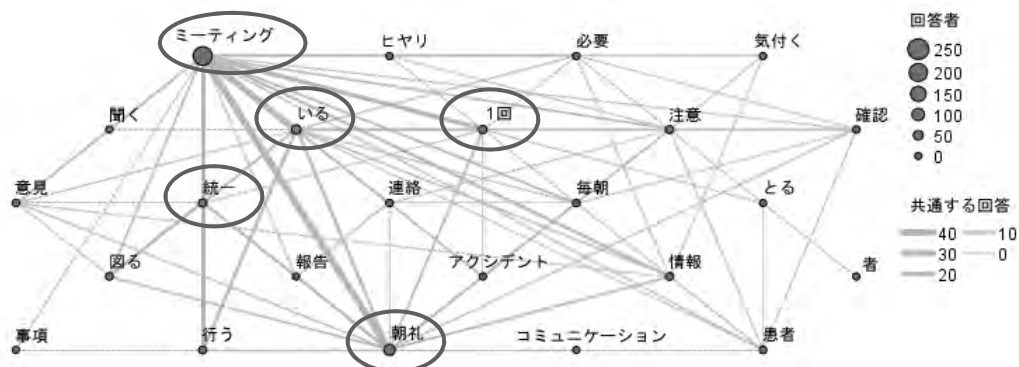 ミーティング ヒヤリ 必要 気付く
聞く いる 1回 注意 確認
意見 統一 連絡 毎朝 とる
図る 報告 アクシデント 情報 者
事項 行う 朝礼 コミュニケーション 患者
回答者
250
200
150
100
50
0
共通する回答
40 10
30 0
20